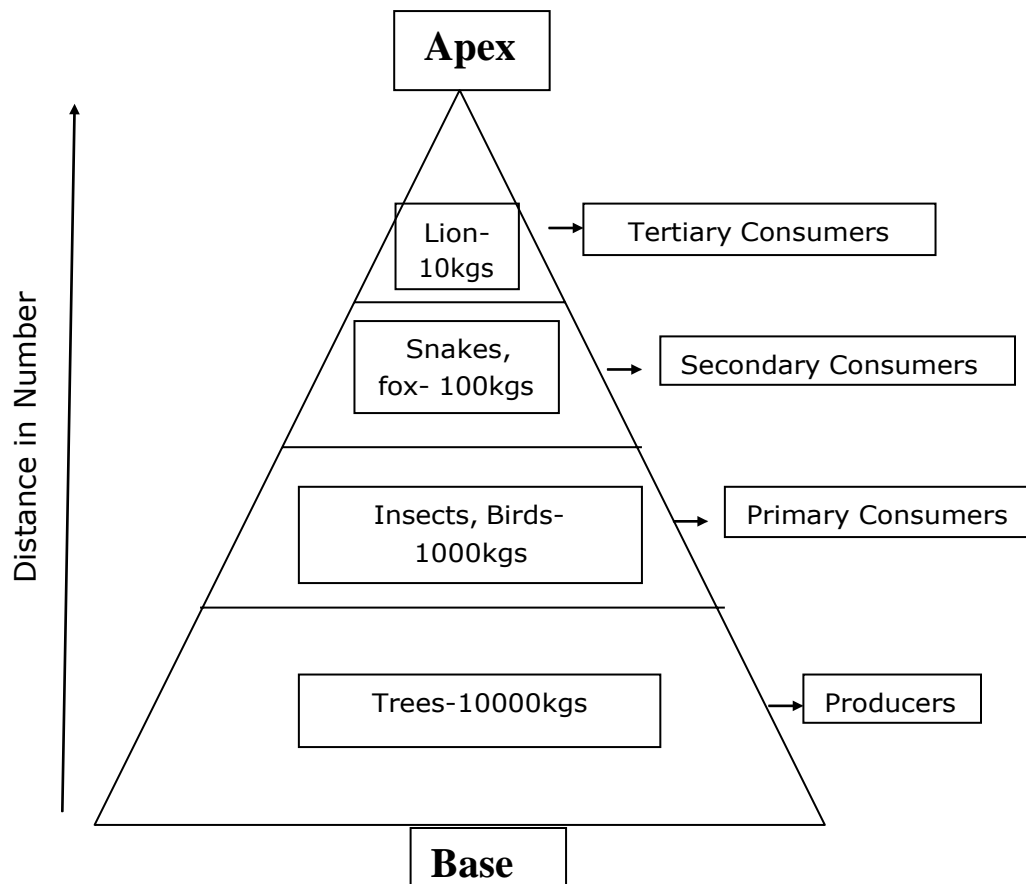 Apex
Lion-
10kgs
Tertiary Consumers
Snakes,
fox- 100kgs
Secondary Consumers
Distance in Number
Insects, Birds-
1000kgs
Primary Consumers
Trees-10000kgs
Producers
Base